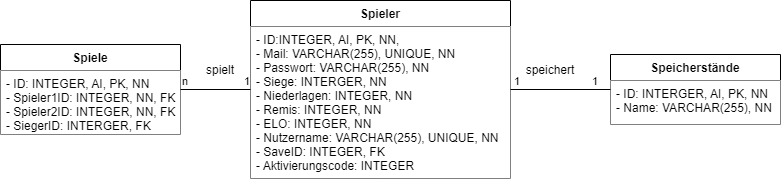 Spiele
- ID: INTEGER, AI, PK, NN
- Spieler1ID: INTEGER, NN, FK
- Spieler2ID: INTEGER, NN, FK
- SiegerID: INTERGER, FK
n
spielt
1
Spieler
- ID:INTEGER, AI, PK, NN,
- Mail: VARCHAR(255), UNIQUE, NN
- Passwort: VARCHAR(255), NN
- Siege: INTERGER, NN
- Niederlagen: INTEGER, NN
- Remis: INTEGER, NN
- ELO: INTEGER, NN
- Nutzername: VARCHAR(255), UNIQUE, NN
- SaveID: INTEGER, FK
- Aktivierungscode: INTEGER
1
speichert
1
Speicherstände
- ID: INTERGER, AI, PK, NN
- Name: VARCHAR(255), NN